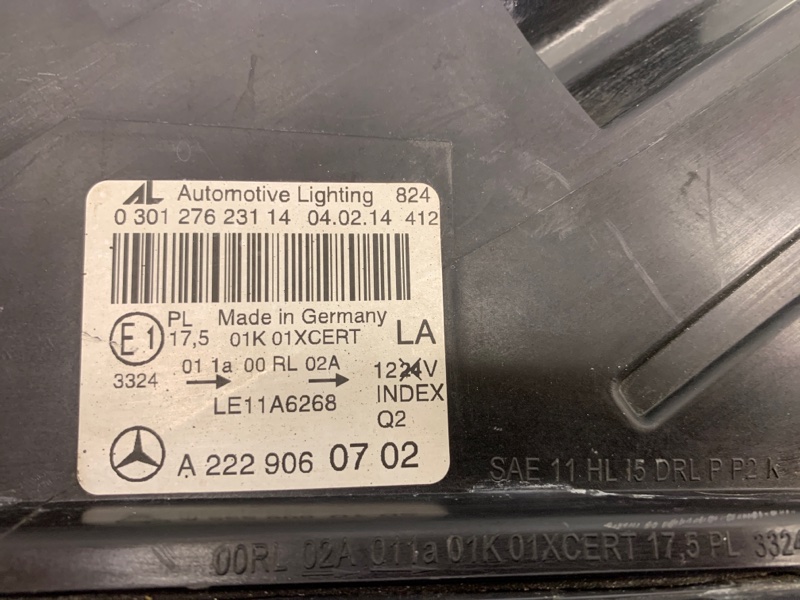 AL Automotive Lighting 824
0 301 276 231 14 04.02.14 412
E1 PL Made in Germany
17,5 01K 01XCERT LA
3324 01 1a → 00 RL 02A → 1224V
LE11A6268 INDEX
Q2
A 222 906 07 02
SAE 11 HL I5 DRL P P2
00RL 02A 011a 01K 01XCERT 17,5 PL 3324